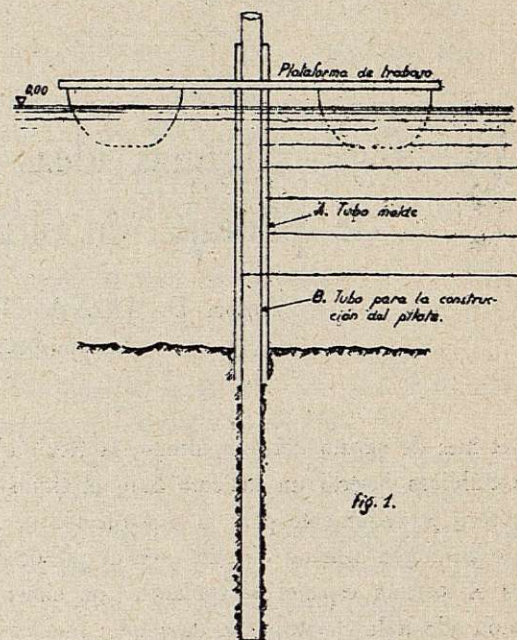 Plataforma de trabajo
0,00
A. Tubo molde
B. Tubo para la construc-
ción del pilote.
fig. 1.